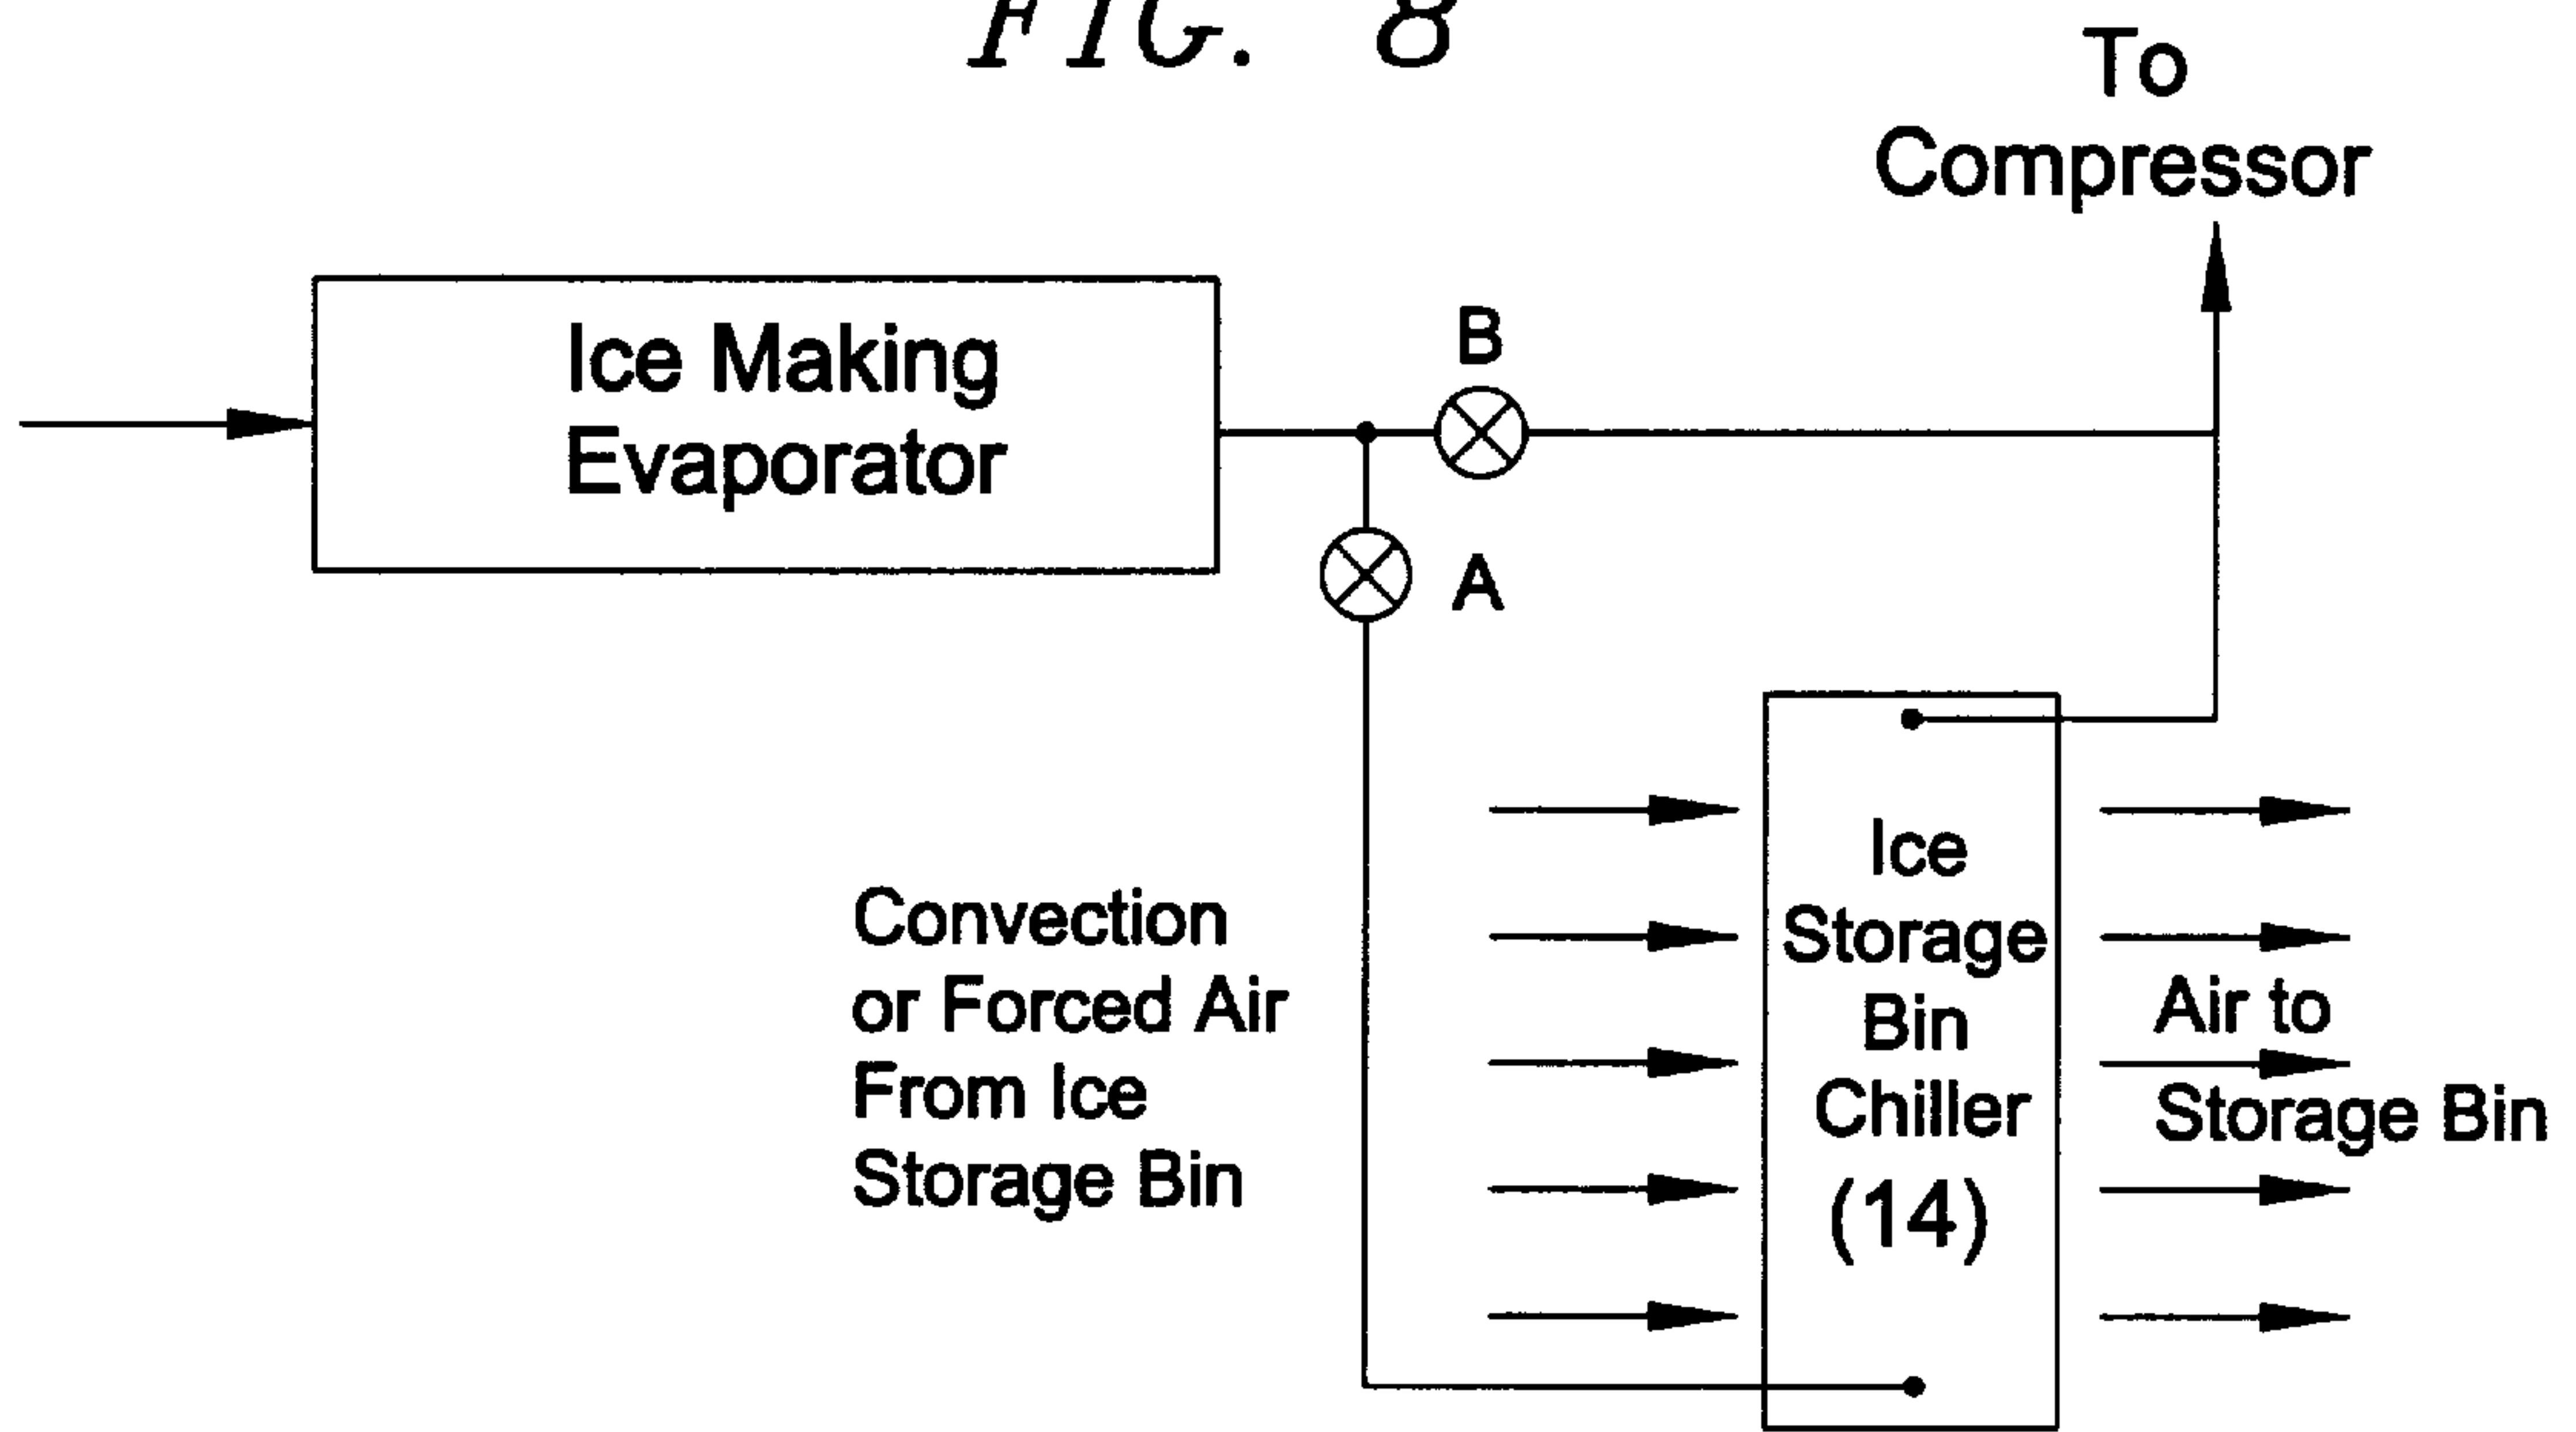 FIG. 8
To
Compressor
Ice Making
Evaporator
B
A
Convection
or Forced Air
From Ice
Storage Bin
Ice
Storage
Bin
Chiller
(14)
Air to
Storage Bin